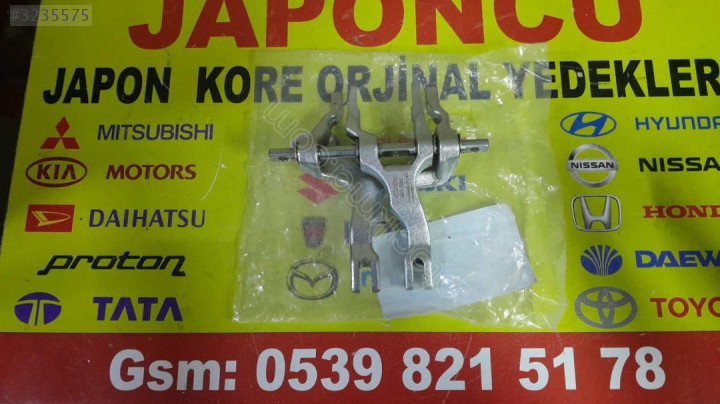 #3235575
JAPONCU
JAPON KORE ORJİNAL YEDEKLER
MITSUBISHI
HYUNDA
KIA MOTORS
NISSAN
NISSAN
DAIHATSU
HOND
proton
DAEW
TATA
TOYO
Gsm: 0539 821 51 78